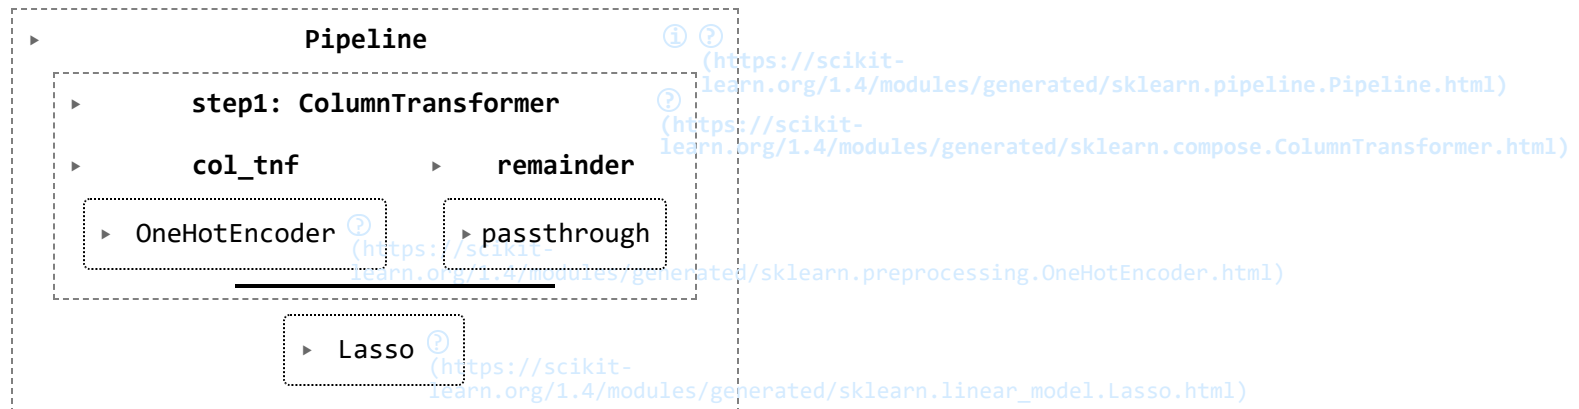 Pipeline
(https://scikit-
learn.org/1.4/modules/generated/sklearn.pipeline.Pipeline.html)
step1: ColumnTransformer
(https://scikit-
learn.org/1.4/modules/generated/sklearn.compose.ColumnTransformer.html)
col_tnf remainder
OneHotEncoder ? passthrough
(https://scikit-
learn.org/1.4/modules/generated/sklearn.preprocessing.OneHotEncoder.html)
Lasso ?
(https://scikit-
learn.org/1.4/modules/generated/sklearn.linear_model.Lasso.html)